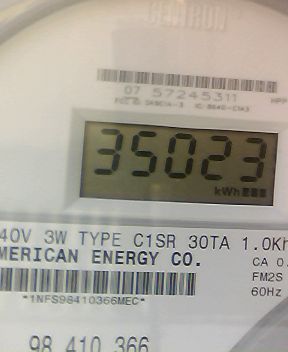 CENTRON
07 57245311
35023
kWh
40V 3W TYPE C1SR 30TA 1.0Kh
MERICAN ENERGY CO.
CA 0.
FM2S
60Hz
*1NFS98410366MEC*
98 410 366